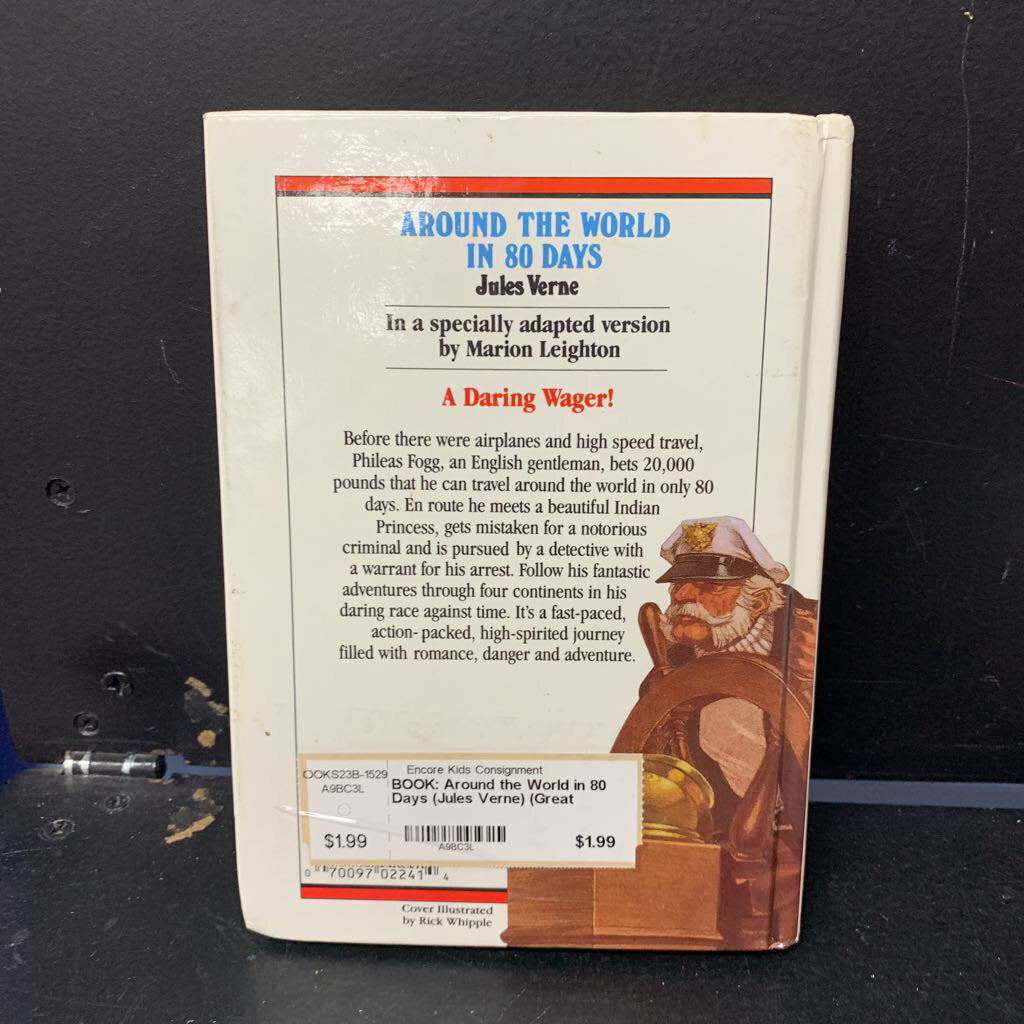 AROUND THE WORLD
IN 80 DAYS
Jules Verne
In a specially adapted version
by Marion Leighton
A Daring Wager!
Before there were airplanes and high speed travel,
Phileas Fogg, an English gentleman, bets 20,000
pounds that he can travel around the world in only 80
days. En route he meets a beautiful Indian
Princess, gets mistaken for a notorious
criminal and is pursued by a detective with
a warrant for his arrest. Follow his fantastic
adventures through four continents in his
daring race against time. It's a fast-paced,
action-packed, high-spirited journey
filled with romance, danger and adventure.
OOKS23B-1529
A9BC3L
$1.99
Encore Kids Consignment
BOOK: Around the World in 80
Days (Jules Verne) (Great
A9BC3L
$1.99
0 70097 02241 4
Cover Illustrated
by Rick Whipple